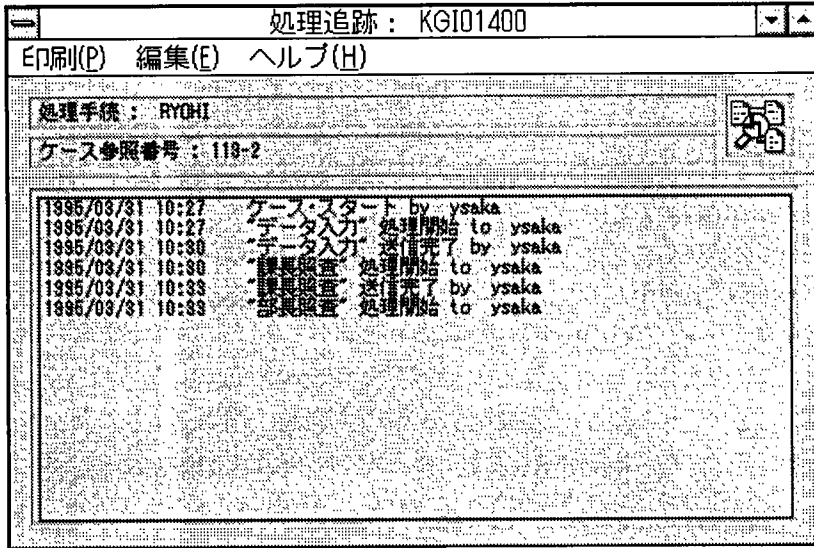 処理追跡： KGI01400
印刷(P) 編集(E) ヘルプ(H)
処理手続： RYOHI
ケース参照番号：118-2
1995/03/31 10:27 ケース・スタート by ysaka
1995/03/31 10:27 "データ入力" 処理開始 to ysaka
1995/03/31 10:30 "データ入力" 送信完了 by ysaka
1995/03/31 10:30 "課長照査" 処理開始 to ysaka
1995/03/31 10:33 "課長照査" 送信完了 by ysaka
1995/03/31 10:33 "部長照査" 処理開始 to ysaka